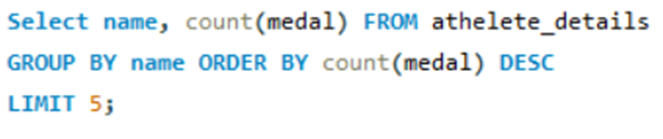 Select name, count(medal) FROM athelete_details
GROUP BY name ORDER BY count(medal) DESC
LIMIT 5;